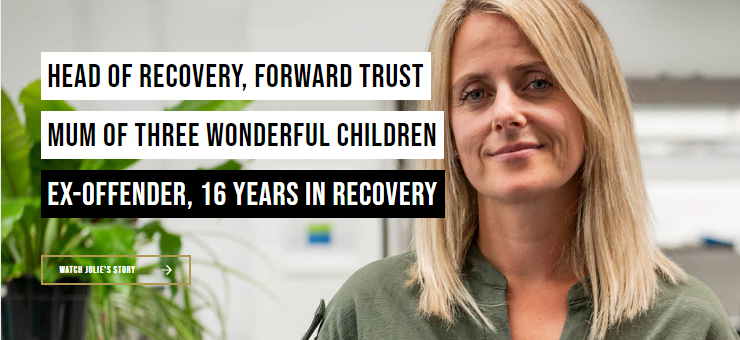 HEAD OF RECOVERY, FORWARD TRUST
MUM OF THREE WONDERFUL CHILDREN
EX-OFFENDER, 16 YEARS IN RECOVERY
WATCH JULIE'S STORY